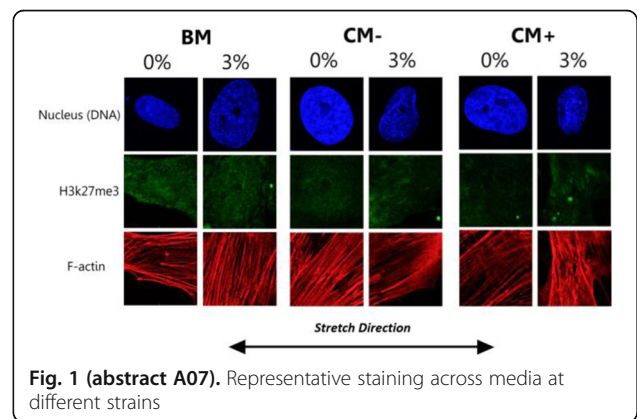 BM CM- CM+
0% 3% 0% 3% 0% 3%
Nucleus (DNA)
H3k27me3
F-actin
Stretch Direction
Fig. 1 (abstract A07). Representative staining across media at
different strains